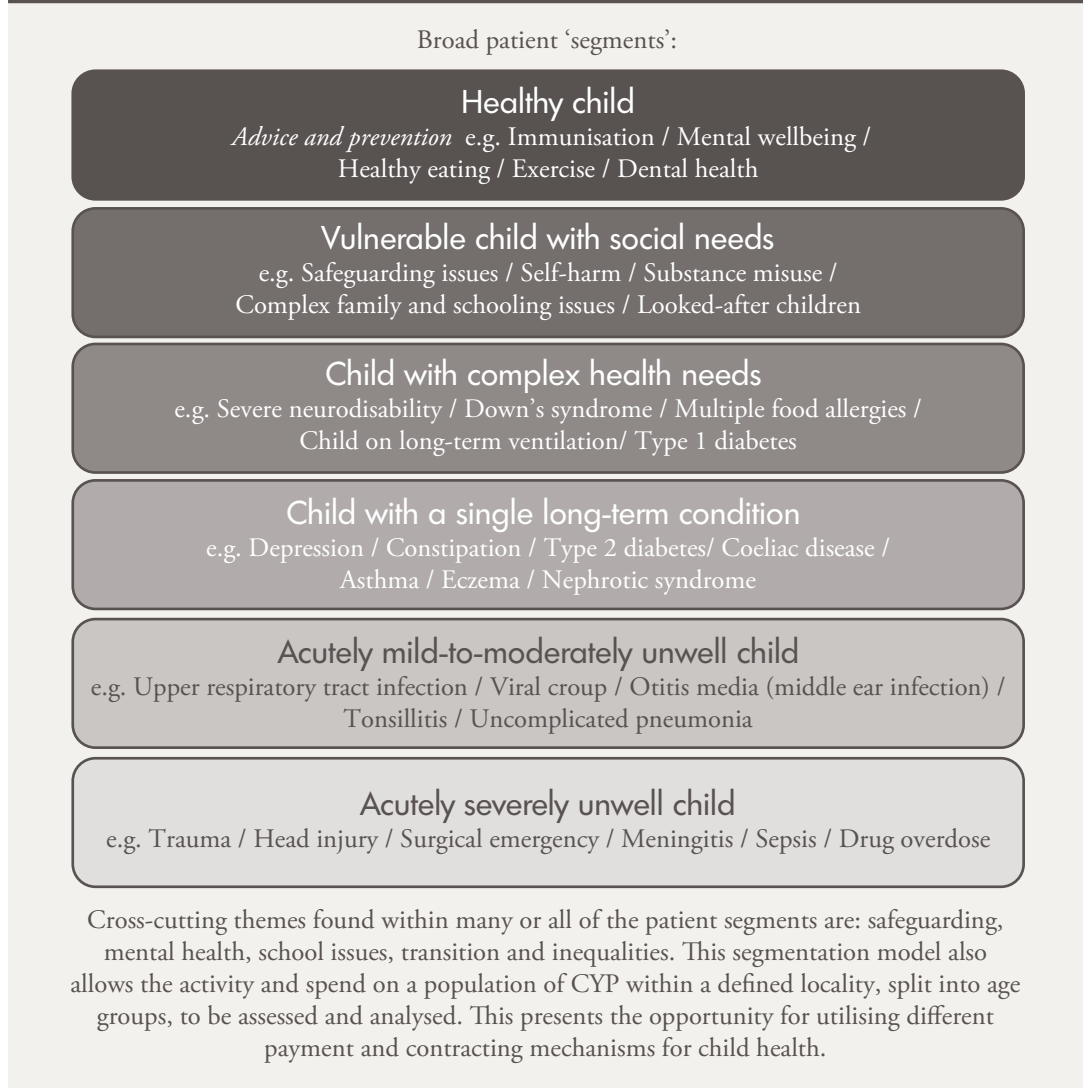 Broad patient ‘segments’:
Healthy child
Advice and prevention e.g. Immunisation / Mental wellbeing /
Healthy eating / Exercise / Dental health
Vulnerable child with social needs
e.g. Safeguarding issues / Self-harm / Substance misuse /
Complex family and schooling issues / Looked-after children
Child with complex health needs
e.g. Severe neurodisability / Down’s syndrome / Multiple food allergies /
Child on long-term ventilation/ Type 1 diabetes
Child with a single long-term condition
e.g. Depression / Constipation / Type 2 diabetes/ Coeliac disease /
Asthma / Eczema / Nephrotic syndrome
Acutely mild-to-moderately unwell child
e.g. Upper respiratory tract infection / Viral croup / Otitis media (middle ear infection) /
Tonsillitis / Uncomplicated pneumonia
Acutely severely unwell child
e.g. Trauma / Head injury / Surgical emergency / Meningitis / Sepsis / Drug overdose
Cross-cutting themes found within many or all of the patient segments are: safeguarding,
mental health, school issues, transition and inequalities. This segmentation model also
allows the activity and spend on a population of CYP within a defined locality, split into age
groups, to be assessed and analysed. This presents the opportunity for utilising different
payment and contracting mechanisms for child health.